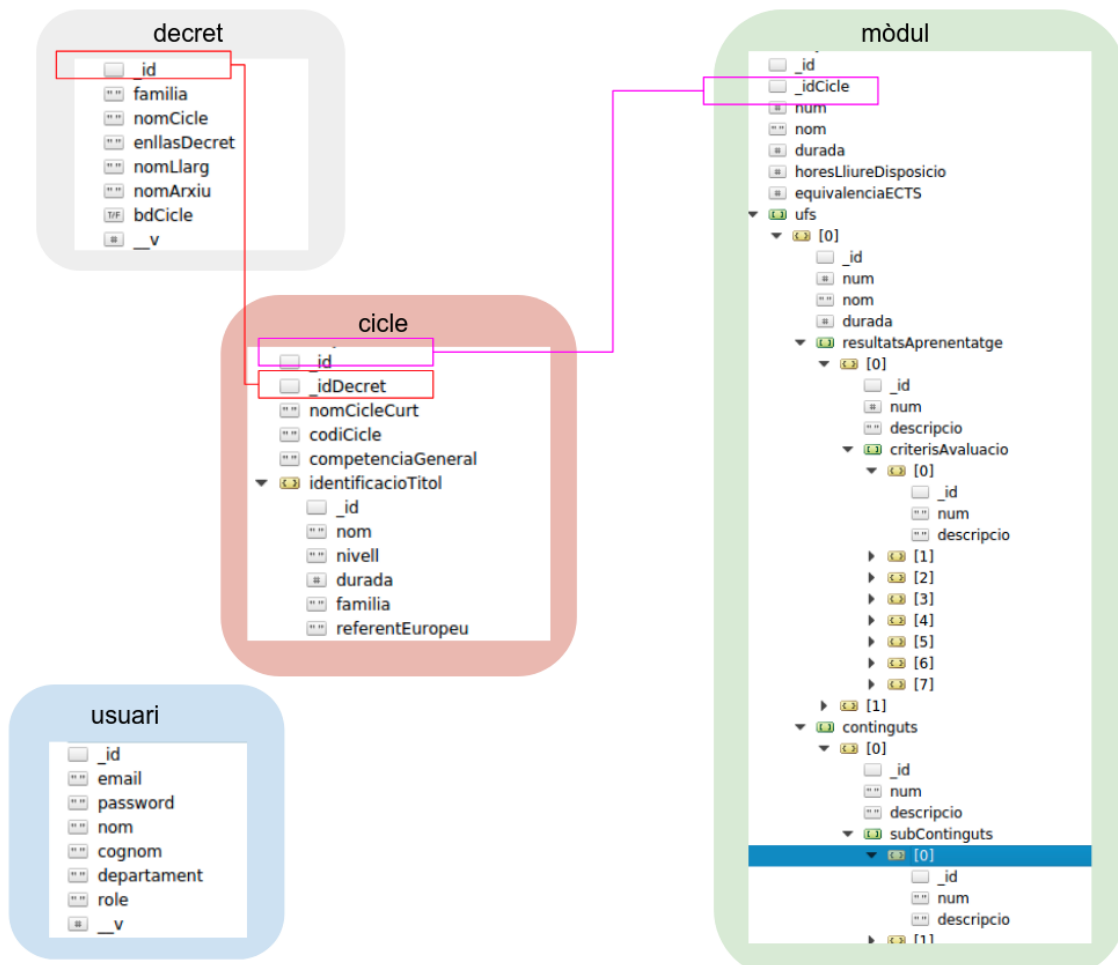 decret
_id
familia
nomCicle
enllasDecret
nomLlarg
nomArxiu
T/F bdCicle
# __v
cicle
_id
_idDecret
" " nomCicleCurt
" " codiCicle
" " competenciaGeneral
identificacioTitol
_id
" " nom
" " nivell
# durada
" " familia
" " referentEuropeu
usuari
_id
" " email
" " password
" " nom
" " cognom
" " departament
" " role
# __v
mòdul
_id
_idCicle
# num
" " nom
# durada
# horesLliureDisposicio
# equivalenciaECTS
ufs
[0]
_id
# num
" " nom
# durada
resultatsAprenentatge
[0]
_id
# num
" " descripcio
criterisAvaluacio
[0]
_id
" " num
" " descripcio
[1]
[2]
[3]
[4]
[5]
[6]
[7]
[1]
continguts
[0]
_id
" " num
" " descripcio
subContinguts
[0]
_id
" " num
" " descripcio
[1]